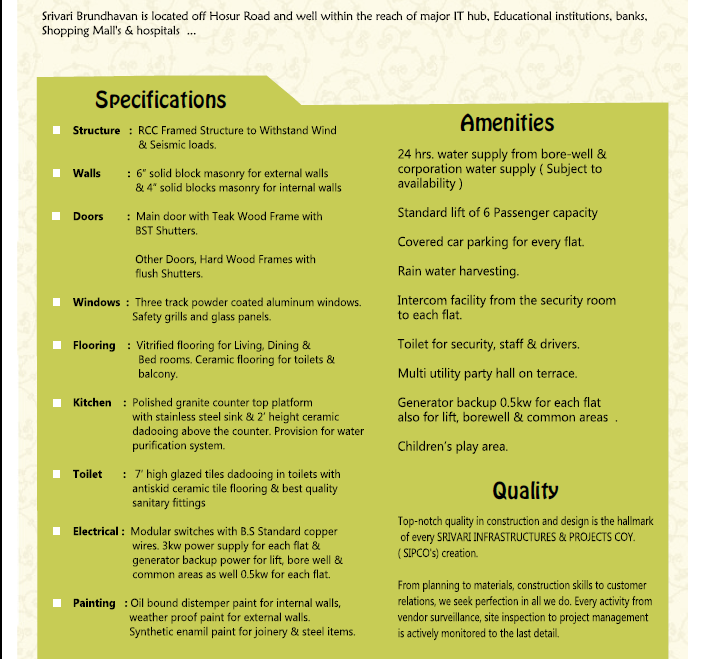 Srivari Brundhavan is located off Hosur Road and well within the reach of major IT hub, Educational institutions, banks,
Shopping Mall's & hospitals ...
Specifications
Structure : RCC Framed Structure to Withstand Wind
& Seismic loads.
Walls : 6" solid block masonry for external walls
& 4" solid blocks masonry for internal walls
Doors : Main door with Teak Wood Frame with
BST Shutters.
Other Doors, Hard Wood Frames with
flush Shutters.
Windows : Three track powder coated aluminum windows.
Safety grills and glass panels.
Flooring : Vitrified flooring for Living, Dining &
Bed rooms. Ceramic flooring for toilets &
balcony.
Kitchen : Polished granite counter top platform
with stainless steel sink & 2' height ceramic
dadooing above the counter. Provision for water
purification system.
Toilet : 7' high glazed tiles dadooing in toilets with
antiskid ceramic tile flooring & best quality
sanitary fittings
Electrical : Modular switches with B.S Standard copper
wires. 3kw power supply for each flat &
generator backup power for lift, bore well &
common areas as well 0.5kw for each flat.
Painting : Oil bound distemper paint for internal walls,
weather proof paint for external walls.
Synthetic enamil paint for joinery & steel items.
Amenities
24 hrs. water supply from bore-well &
corporation water supply ( Subject to
availability )
Standard lift of 6 Passenger capacity
Covered car parking for every flat.
Rain water harvesting.
Intercom facility from the security room
to each flat.
Toilet for security, staff & drivers.
Multi utility party hall on terrace.
Generator backup 0.5kw for each flat
also for lift, borewell & common areas .
Children's play area.
Quality
Top-notch quality in construction and design is the hallmark
of every SRIVARI INFRASTRUCTURES & PROJECTS COY.
( SIPCO's) creation.
From planning to materials, construction skills to customer
relations, we seek perfection in all we do. Every activity from
vendor surveillance, site inspection to project management
is actively monitored to the last detail.